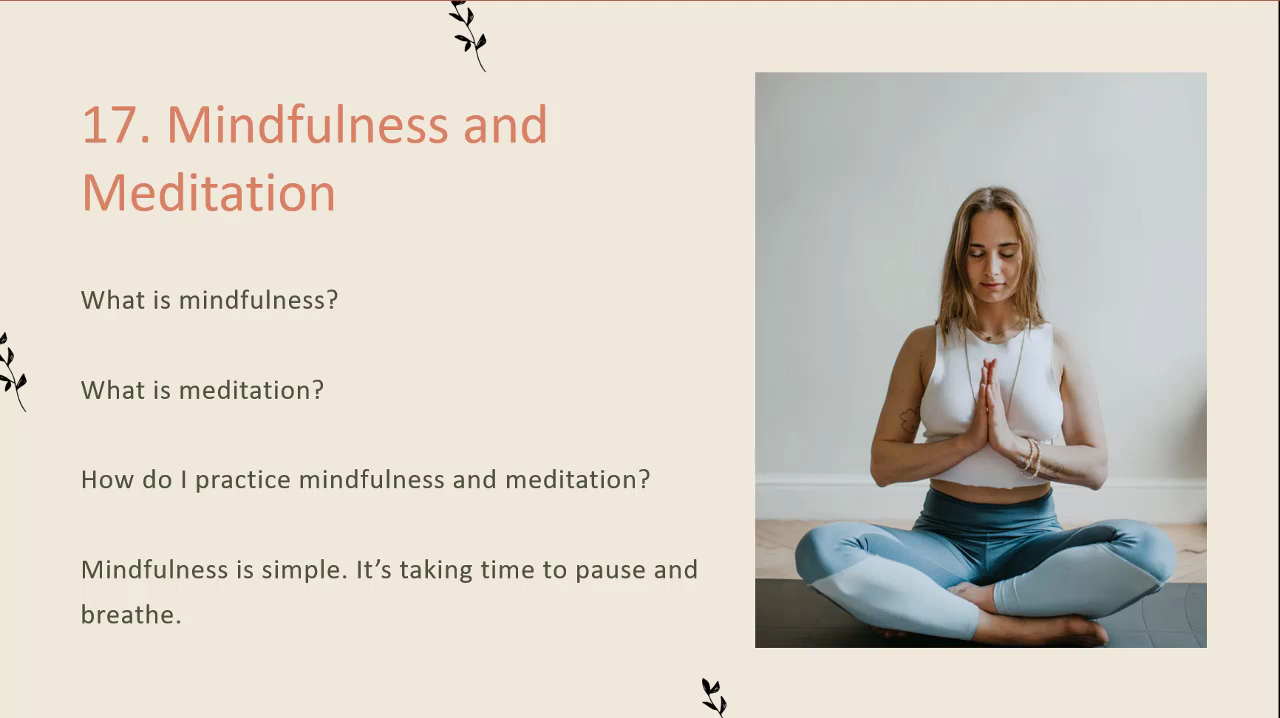 17. Mindfulness and
Meditation
What is mindfulness?
What is meditation?
How do I practice mindfulness and meditation?
Mindfulness is simple. It’s taking time to pause and
breathe.